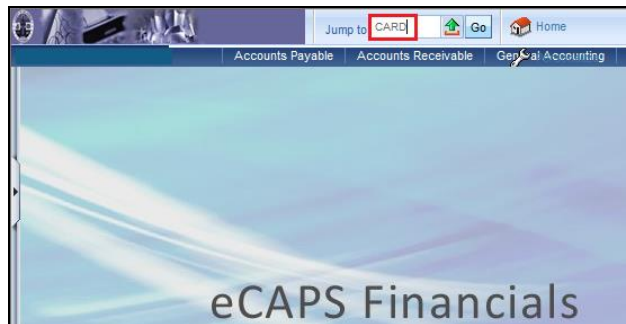 Jump to CARD Go Home
Accounts Payable Accounts Receivable General Accounting
eCAPS Financials